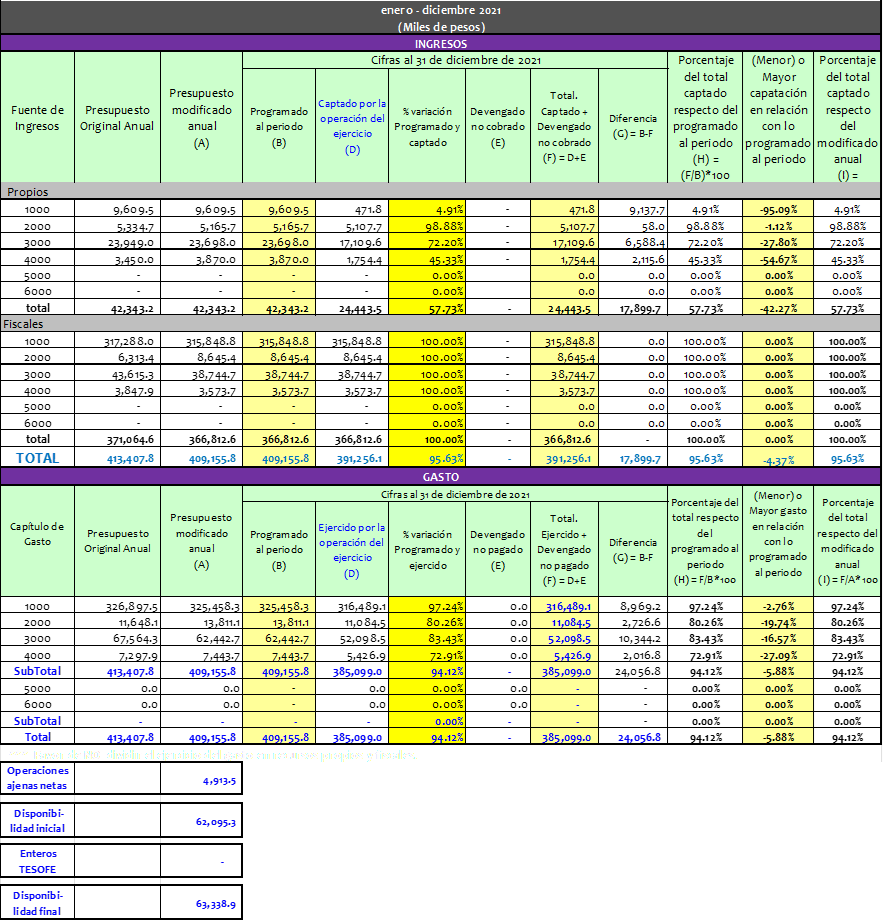 enero - diciembre 2021
(Miles de pesos)
INGRESOS
Fuente de Ingresos
Presupuesto Original Anual
Presupuesto modificado anual (A)
Cifras al 31 de diciembre de 2021
Programado al periodo (B)
Captado por la operación del ejercicio (D)
% variación Programado y captado
Devengado no cobrado (E)
Total. Captado + Devengado no cobrado (F) = D+E
Diferencia (G) = B-F
Porcentaje del total captado respecto del programado al periodo (H) = (F/B)*100
(Menor) o Mayor capatación en relación con lo programado al periodo
Porcentaje del total captado respecto del modificado anual (I) =
Propios
1000 9,609.5 9,609.5 9,609.5 471.8 4.91% - 471.8 9,137.7 4.91% -95.09% 4.91%
2000 5,334.7 5,165.7 5,165.7 5,107.7 98.88% - 5,107.7 58.0 98.88% -1.12% 98.88%
3000 23,949.0 23,698.0 23,698.0 17,109.6 72.20% - 17,109.6 6,588.4 72.20% -27.80% 72.20%
4000 3,450.0 3,870.0 3,870.0 1,754.4 45.33% - 1,754.4 2,115.6 45.33% -54.67% 45.33%
5000 - - - - 0.00% - 0.0 0.0 0.00% 0.00% 0.00%
6000 - - - - 0.00% - 0.0 0.0 0.00% 0.00% 0.00%
total 42,343.2 42,343.2 42,343.2 24,443.5 57.73% - 24,443.5 17,899.7 57.73% -42.27% 57.73%
Fiscales
1000 317,288.0 315,848.8 315,848.8 315,848.8 100.00% - 315,848.8 0.0 100.00% 0.00% 100.00%
2000 6,313.4 8,645.4 8,645.4 8,645.4 100.00% - 8,645.4 0.0 100.00% 0.00% 100.00%
3000 43,615.3 38,744.7 38,744.7 38,744.7 100.00% - 38,744.7 0.0 100.00% 0.00% 100.00%
4000 3,847.9 3,573.7 3,573.7 3,573.7 100.00% - 3,573.7 0.0 100.00% 0.00% 100.00%
5000 - - - - 0.00% - 0.0 0.0 0.00% 0.00% 0.00%
6000 - - - - 0.00% - 0.0 0.0 0.00% 0.00% 0.00%
total 371,064.6 366,812.6 366,812.6 366,812.6 100.00% - 366,812.6 - 100.00% 0.00% 100.00%
TOTAL 413,407.8 409,155.8 409,155.8 391,256.1 95.63% - 391,256.1 17,899.7 95.63% -4.37% 95.63%
GASTO
Capítulo de Gasto
Presupuesto Original Anual
Presupuesto modificado anual (A)
Cifras al 31 de diciembre de 2021
Programado al periodo (B)
Ejercido por la operación del ejercicio (D)
% variación Programado y ejercido
Devengado no pagado (E)
Total. Ejercido + Devengado no pagado (F) = D+E
Diferencia (G) = B-F
Porcentaje del total respecto del programado al periodo (H) = F/B*100
(Menor) o Mayor gasto en relación con lo programado al periodo
Porcentaje del total respecto del modificado anual (I) = F/A*100
1000 326,897.5 325,458.3 325,458.3 316,489.1 97.24% 0.0 316,489.1 8,969.2 97.24% -2.76% 97.24%
2000 11,648.1 13,811.1 13,811.1 11,084.5 80.26% 0.0 11,084.5 2,726.6 80.26% -19.74% 80.26%
3000 67,564.3 62,442.7 62,442.7 52,098.5 83.43% 0.0 52,098.5 10,344.2 83.43% -16.57% 83.43%
4000 7,297.9 7,443.7 7,443.7 5,426.9 72.91% 0.0 5,426.9 2,016.8 72.91% -27.09% 72.91%
SubTotal 413,407.8 409,155.8 409,155.8 385,099.0 94.12% - 385,099.0 24,056.8 94.12% -5.88% 94.12%
5000 0.0 0.0 - 0.0 0.00% 0.0 - - 0.00% 0.00% 0.00%
6000 0.0 0.0 - 0.0 0.00% 0.0 - - 0.00% 0.00% 0.00%
SubTotal - - - - 0.00% - - - 0.00% 0.00% 0.00%
Total 413,407.8 409,155.8 409,155.8 385,099.0 94.12% - 385,099.0 24,056.8 94.12% -5.88% 94.12%
Operaciones ajenas netas 4,913.5
Disponibi-lidad inicial 62,095.3
Enteros TESOFE -
Disponibi-lidad final 63,338.9